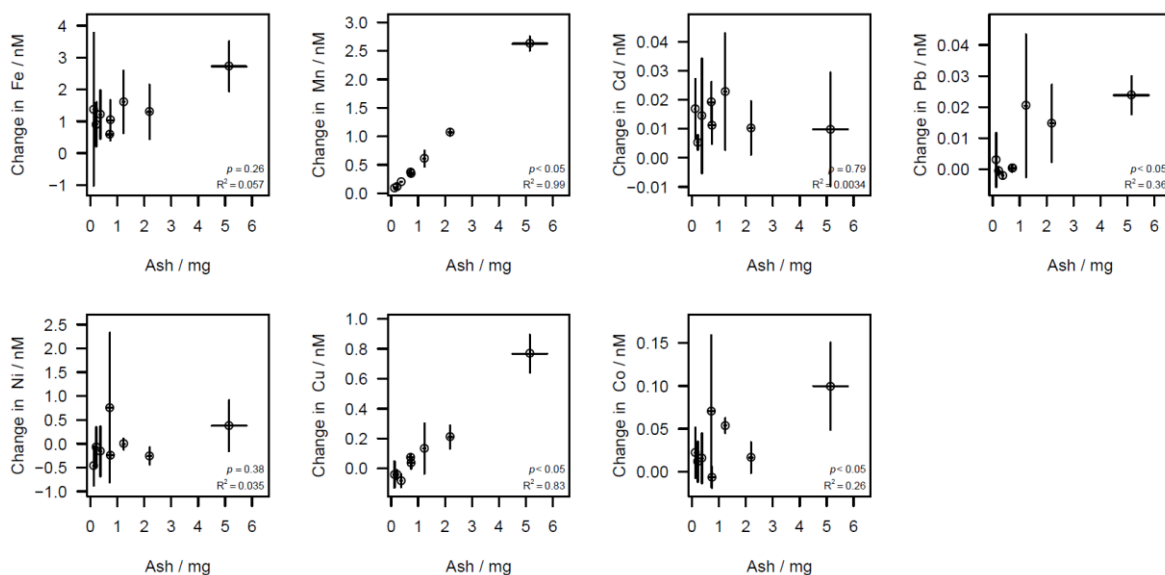 Change in Fe / nM
4
3
2
1
0
−1
p = 0.26
R2 = 0.057
0 1 2 3 4 5 6
Ash / mg
Change in Mn / nM
3.0
2.5
2.0
1.5
1.0
0.5
0.0
p < 0.05
R2 = 0.99
0 1 2 3 4 5 6
Ash / mg
Change in Cd / nM
0.04
0.03
0.02
0.01
0.00
−0.01
p = 0.79
R2 = 0.0034
0 1 2 3 4 5 6
Ash / mg
Change in Pb / nM
0.04
0.03
0.02
0.01
0.00
p < 0.05
R2 = 0.36
0 1 2 3 4 5 6
Ash / mg
Change in Ni / nM
2.5
2.0
1.5
1.0
0.5
0.0
−0.5
−1.0
p = 0.38
R2 = 0.035
0 1 2 3 4 5 6
Ash / mg
Change in Cu / nM
1.0
0.8
0.6
0.4
0.2
0.0
p < 0.05
R2 = 0.83
0 1 2 3 4 5 6
Ash / mg
Change in Co / nM
0.15
0.10
0.05
0.00
p < 0.05
R2 = 0.26
0 1 2 3 4 5 6
Ash / mg